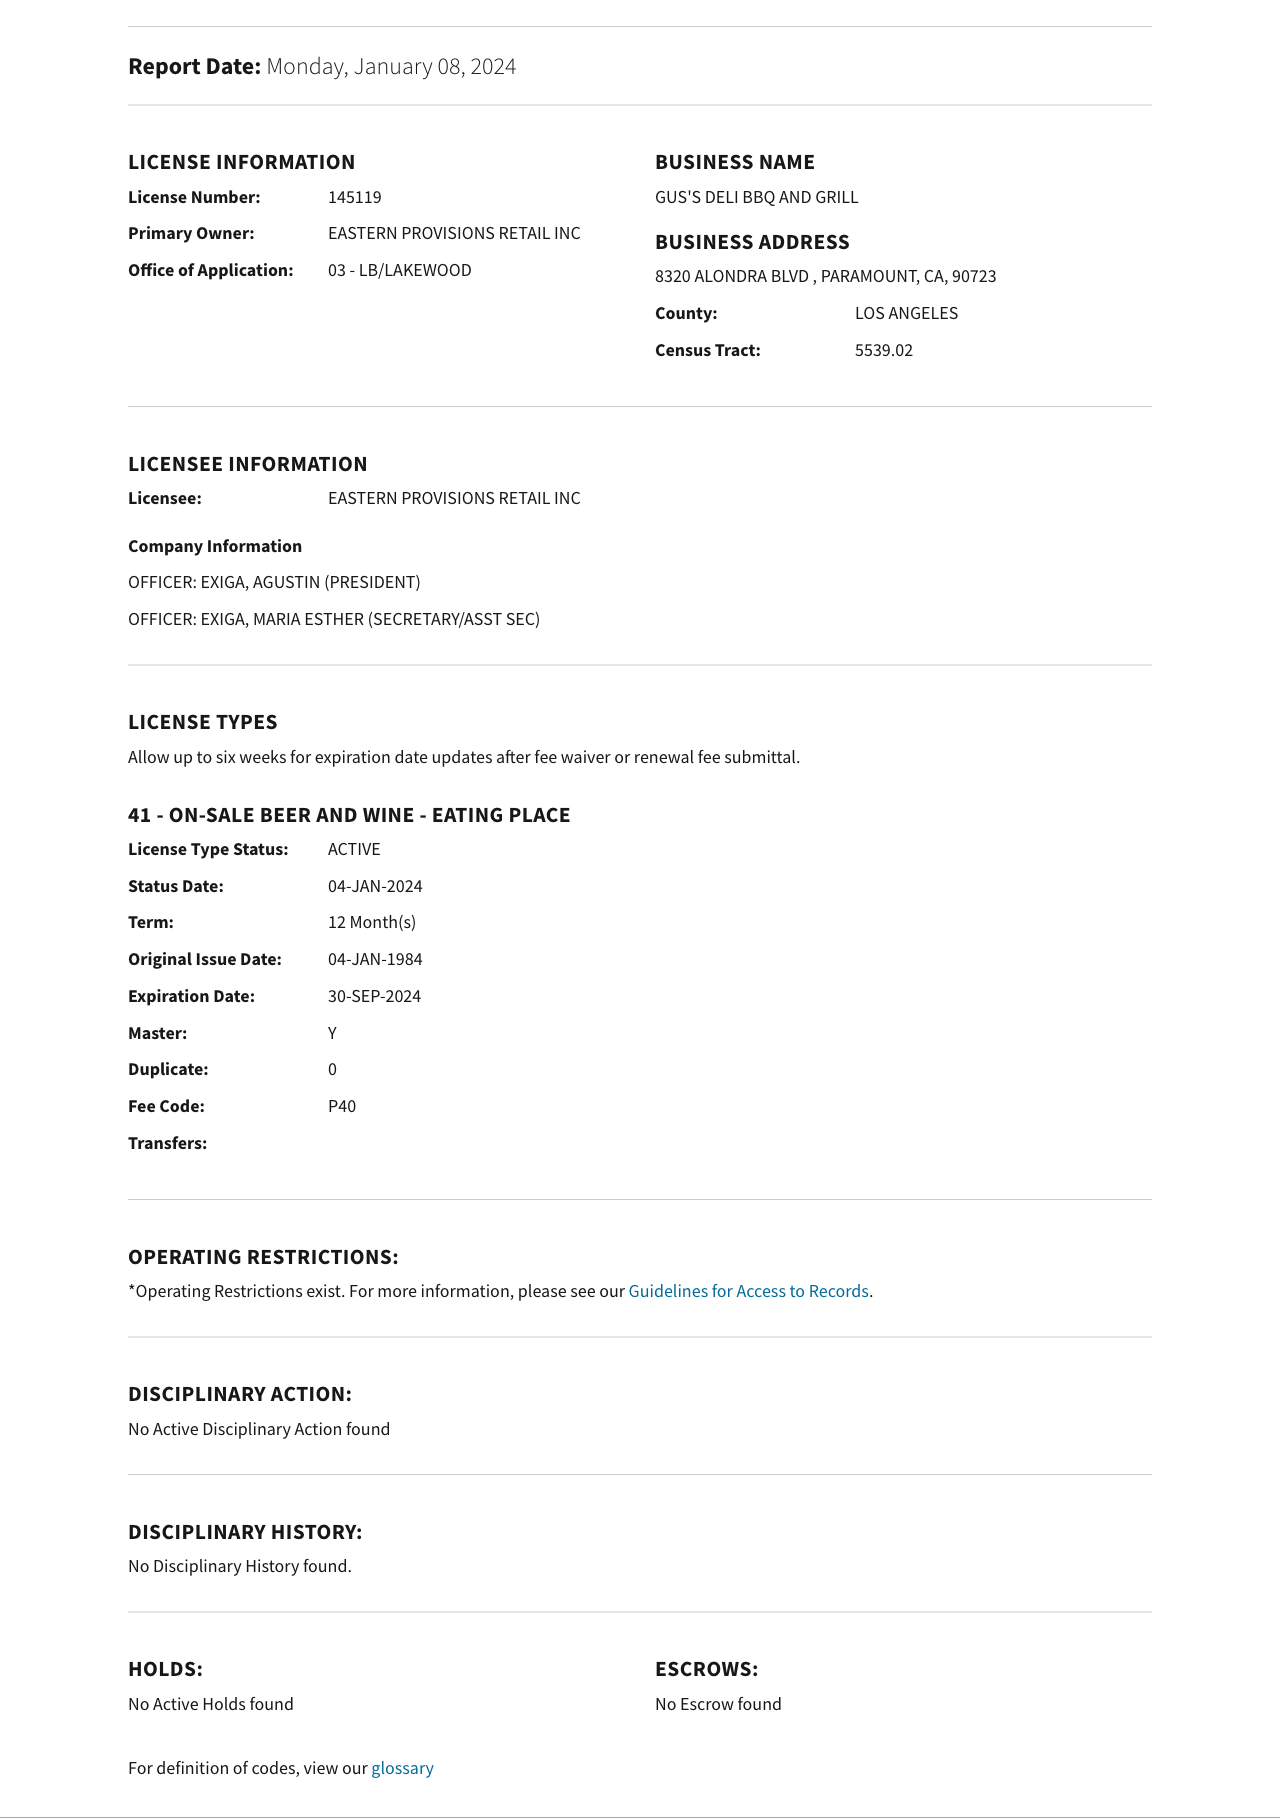 Report Date: Monday, January 08, 2024
LICENSE INFORMATION
License Number: 145119
Primary Owner: EASTERN PROVISIONS RETAIL INC
Office of Application: 03 - LB/LAKEWOOD
BUSINESS NAME
GUS'S DELI BBQ AND GRILL
BUSINESS ADDRESS
8320 ALONDRA BLVD , PARAMOUNT, CA, 90723
County: LOS ANGELES
Census Tract: 5539.02
LICENSEE INFORMATION
Licensee: EASTERN PROVISIONS RETAIL INC
Company Information
OFFICER: EXIGA, AGUSTIN (PRESIDENT)
OFFICER: EXIGA, MARIA ESTHER (SECRETARY/ASST SEC)
LICENSE TYPES
Allow up to six weeks for expiration date updates after fee waiver or renewal fee submittal.
41 - ON-SALE BEER AND WINE - EATING PLACE
License Type Status: ACTIVE
Status Date: 04-JAN-2024
Term: 12 Month(s)
Original Issue Date: 04-JAN-1984
Expiration Date: 30-SEP-2024
Master: Y
Duplicate: 0
Fee Code: P40
Transfers:
OPERATING RESTRICTIONS:
*Operating Restrictions exist. For more information, please see our Guidelines for Access to Records.
DISCIPLINARY ACTION:
No Active Disciplinary Action found
DISCIPLINARY HISTORY:
No Disciplinary History found.
HOLDS:
No Active Holds found
ESCROWS:
No Escrow found
For definition of codes, view our glossary